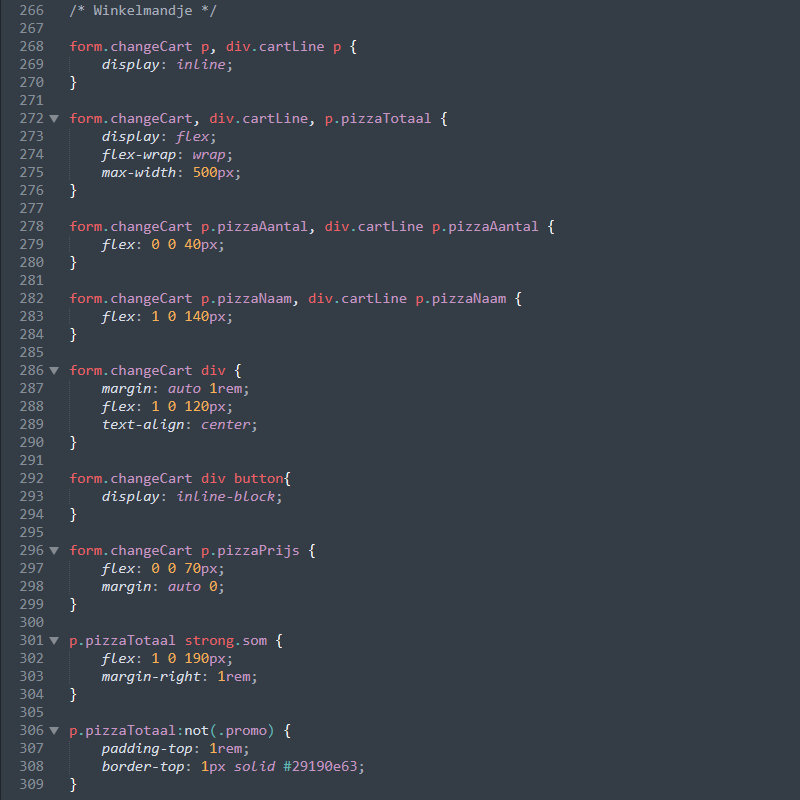 266 /* Winkelmandje */
267
268 form.changeCart p, div.cartLine p {
269 display: inline;
270 }
271
272 form.changeCart, div.cartLine, p.pizzaTotaal {
273 display: flex;
274 flex-wrap: wrap;
275 max-width: 500px;
276 }
277
278 form.changeCart p.pizzaAantal, div.cartLine p.pizzaAantal {
279 flex: 0 0 40px;
280 }
281
282 form.changeCart p.pizzaNaam, div.cartLine p.pizzaNaam {
283 flex: 1 0 140px;
284 }
285
286 form.changeCart div {
287 margin: auto 1rem;
288 flex: 1 0 120px;
289 text-align: center;
290 }
291
292 form.changeCart div button{
293 display: inline-block;
294 }
295
296 form.changeCart p.pizzaPrijs {
297 flex: 0 0 70px;
298 margin: auto 0;
299 }
300
301 p.pizzaTotaal strong.som {
302 flex: 1 0 190px;
303 margin-right: 1rem;
304 }
305
306 p.pizzaTotaal:not(.promo) {
307 padding-top: 1rem;
308 border-top: 1px solid #29190e63;
309 }